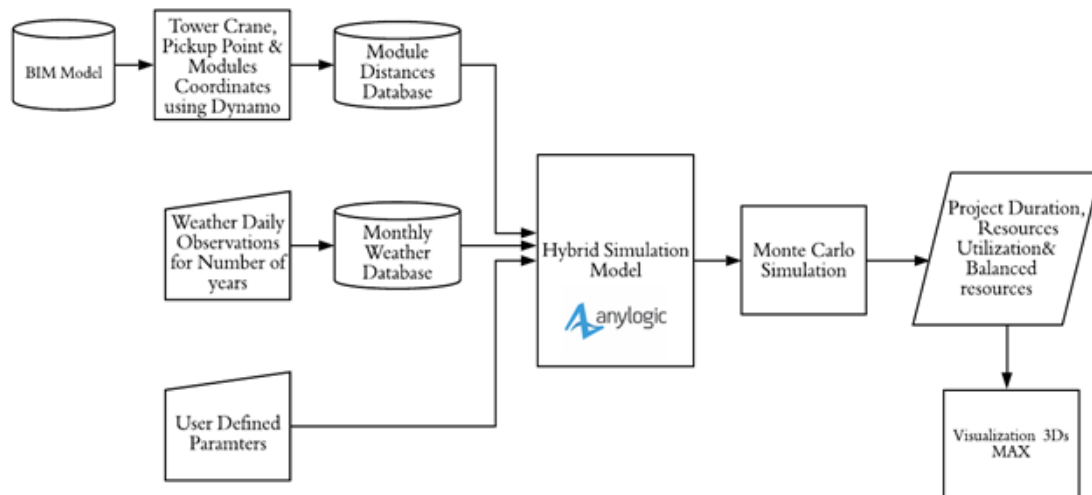 BIM Model
Tower Crane,
Pickup Point &
Modules
Coordinates
using Dynamo
Module
Distances
Database
Weather Daily
Observations
for Number of
years
Monthly
Weather
Database
User Defined
Paramters
Hybrid Simulation
Model
anylogic
Monte Carlo
Simulation
Project Duration,
Resources
Utilization&
Balanced
resources
Visualization 3Ds
MAX